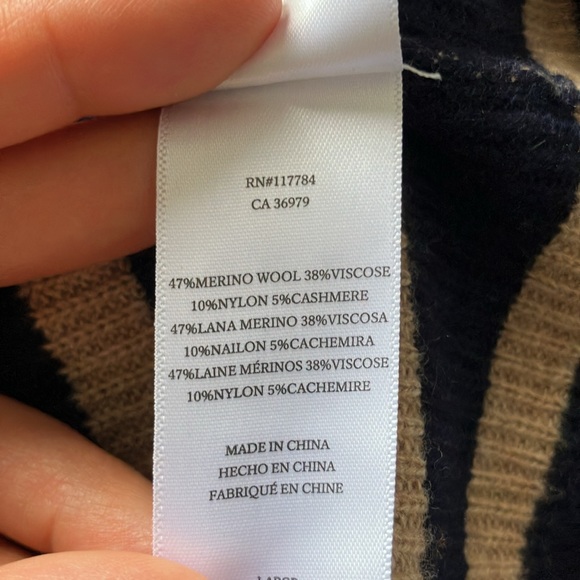 RN#117784
CA 36979
47%MERINO WOOL 38%VISCOSE
10%NYLON 5%CASHMERE
47%LANA MERINO 38%VISCOSA
10%NAILON 5%CACHEMIRA
47%LAINE MÉRINOS 38%VISCOSE
10%NYLON 5%CACHEMIRE
MADE IN CHINA
HECHO EN CHINA
FABRIQUÉ EN CHINE